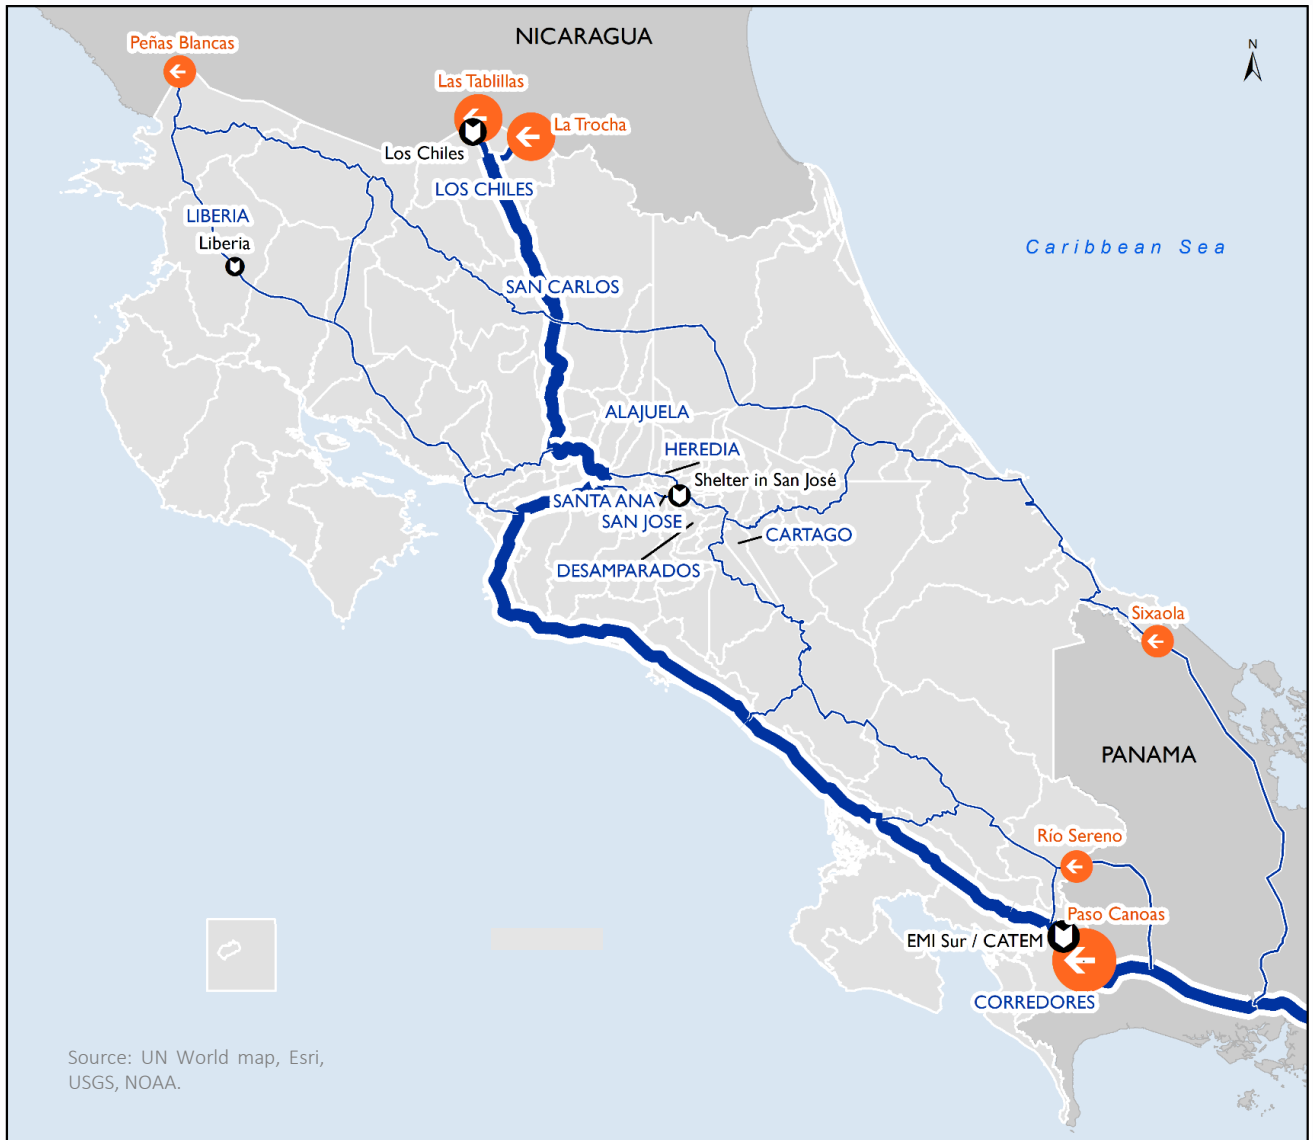 NICARAGUA
N
Peñas Blancas
Las Tablillas
La Trocha
Los Chiles
LOS CHILES
LIBERIA
Liberia
Caribbean Sea
SAN CARLOS
ALAJUELA
HEREDIA
Shelter in San José
SANTA ANA
SAN JOSE
CARTAGO
DESAMPARADOS
Sixaola
PANAMA
Río Sereno
Paso Canoas
EMI Sur / CATEM
CORREDORES
Source: UN World map, Esri,
USGS, NOAA.